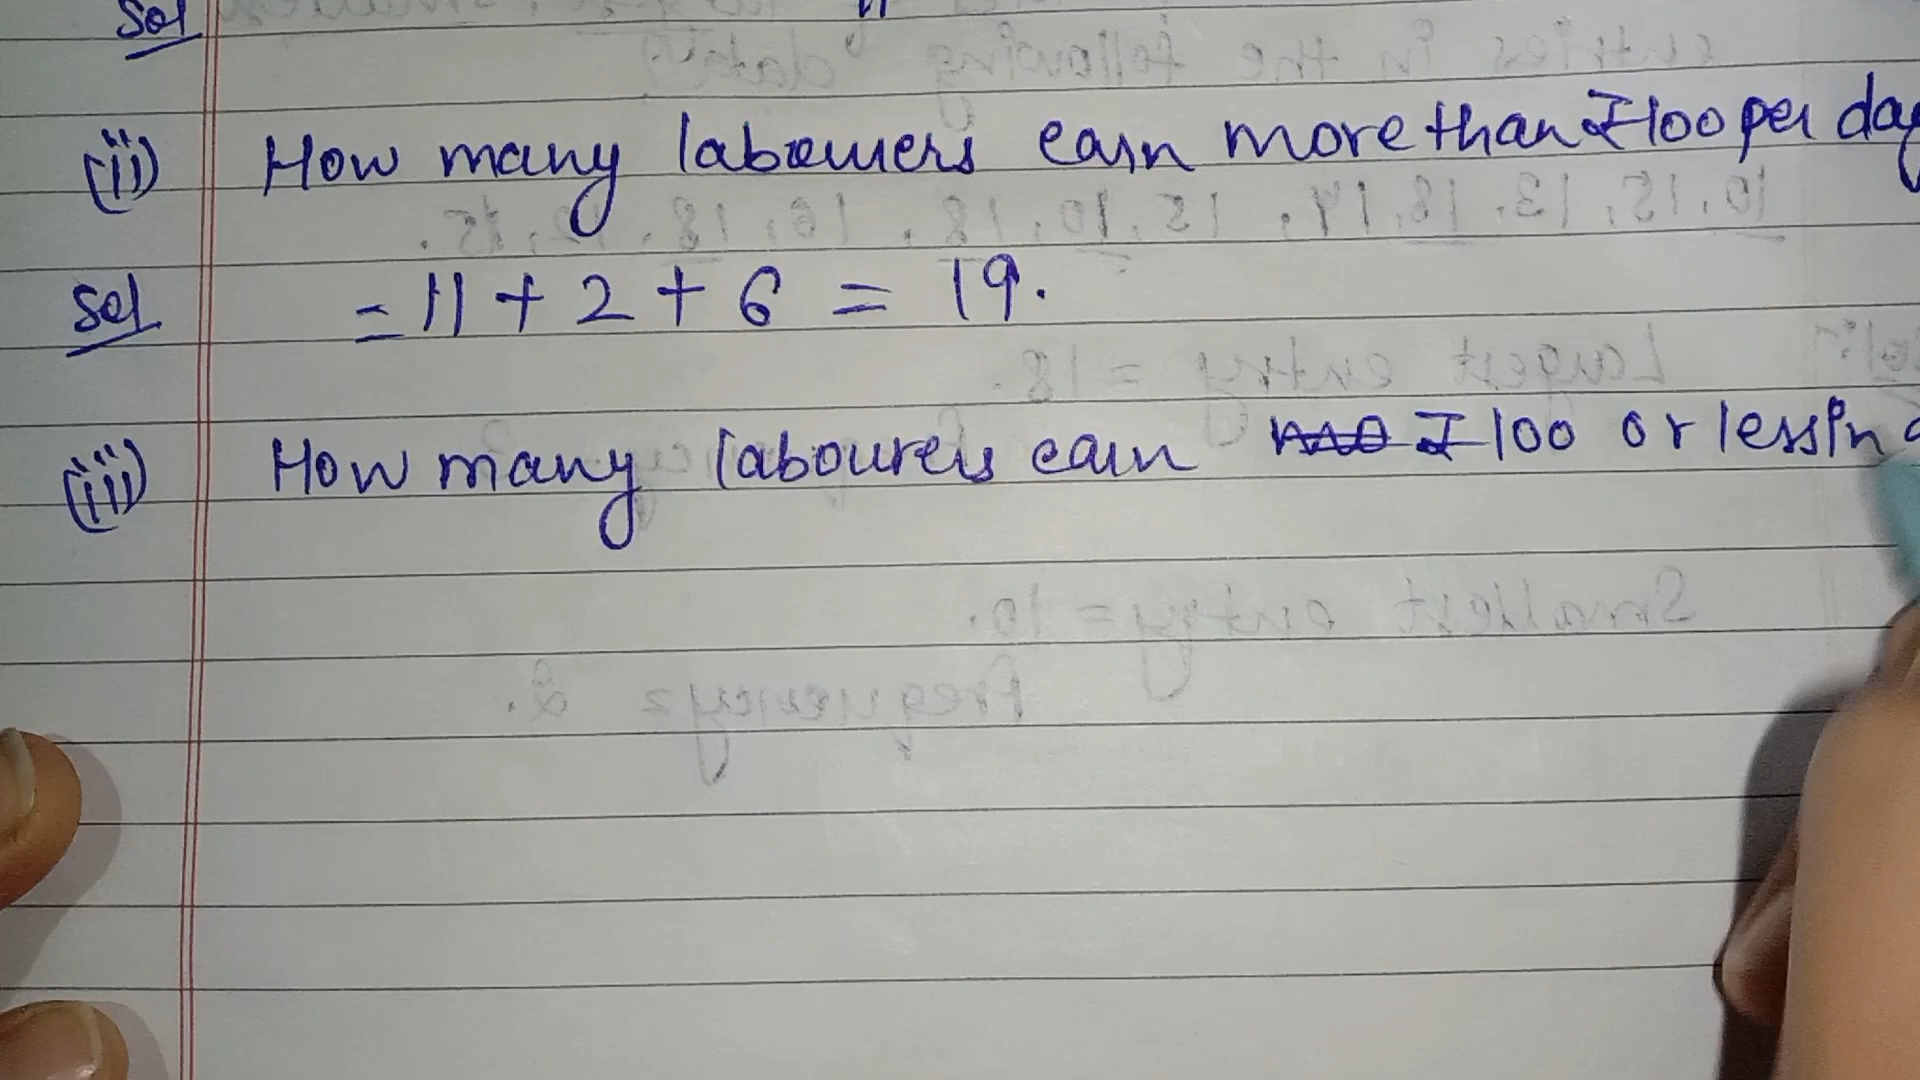 Sol
(ii) How many labourers earn more than ₹100 per day
Sol = 11 + 2 + 6 = 19.
(iii) How many labourers earn ₹100 or less in